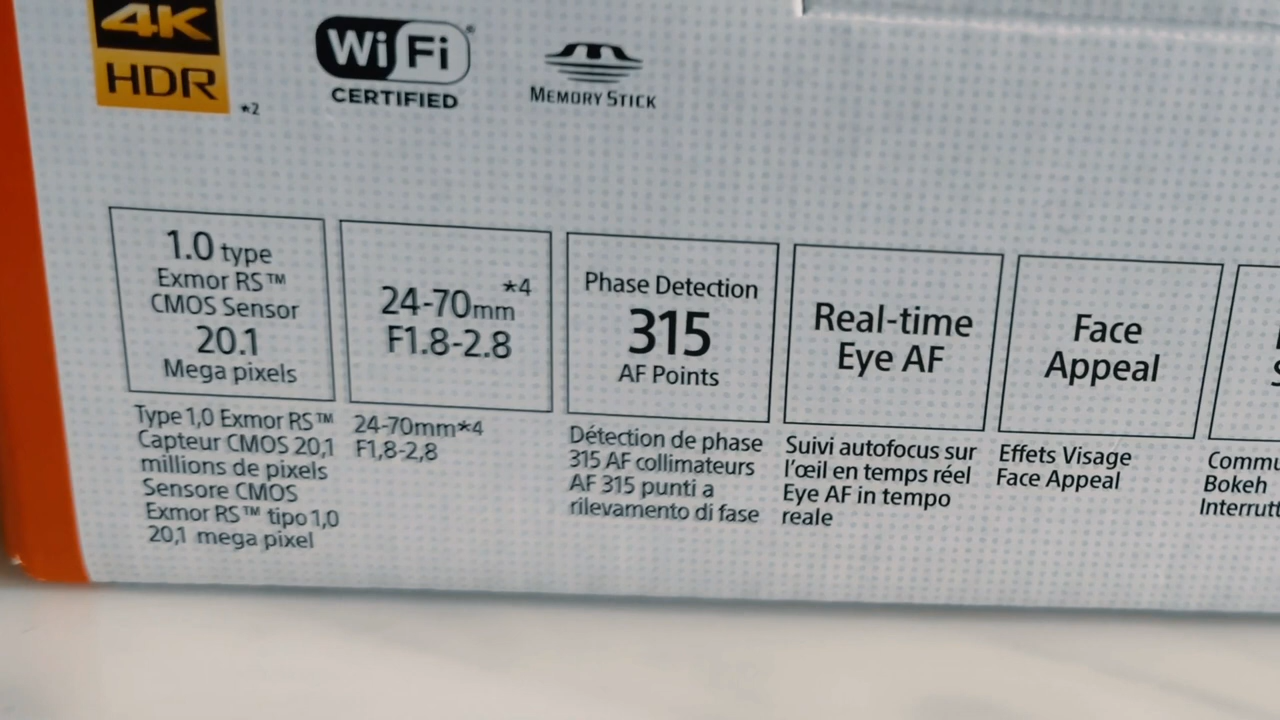 4K
HDR
*2
Wi Fi®
CERTIFIED
MEMORY STICK
1.0 type
Exmor RS™
CMOS Sensor
20.1
Mega pixels
Type 1,0 Exmor RS™
Capteur CMOS 20,1
millions de pixels
Sensore CMOS
Exmor RS™ tipo 1,0
20,1 mega pixel
24-70mm*4
F1.8-2.8
24-70mm*4
F1,8-2,8
Phase Detection
315
AF Points
Détection de phase
315 AF collimateurs
AF 315 punti a
rilevamento di fase
Real-time
Eye AF
Suivi autofocus sur
l'œil en temps réel
Eye AF in tempo
reale
Face
Appeal
Effets Visage
Face Appeal
Bokeh